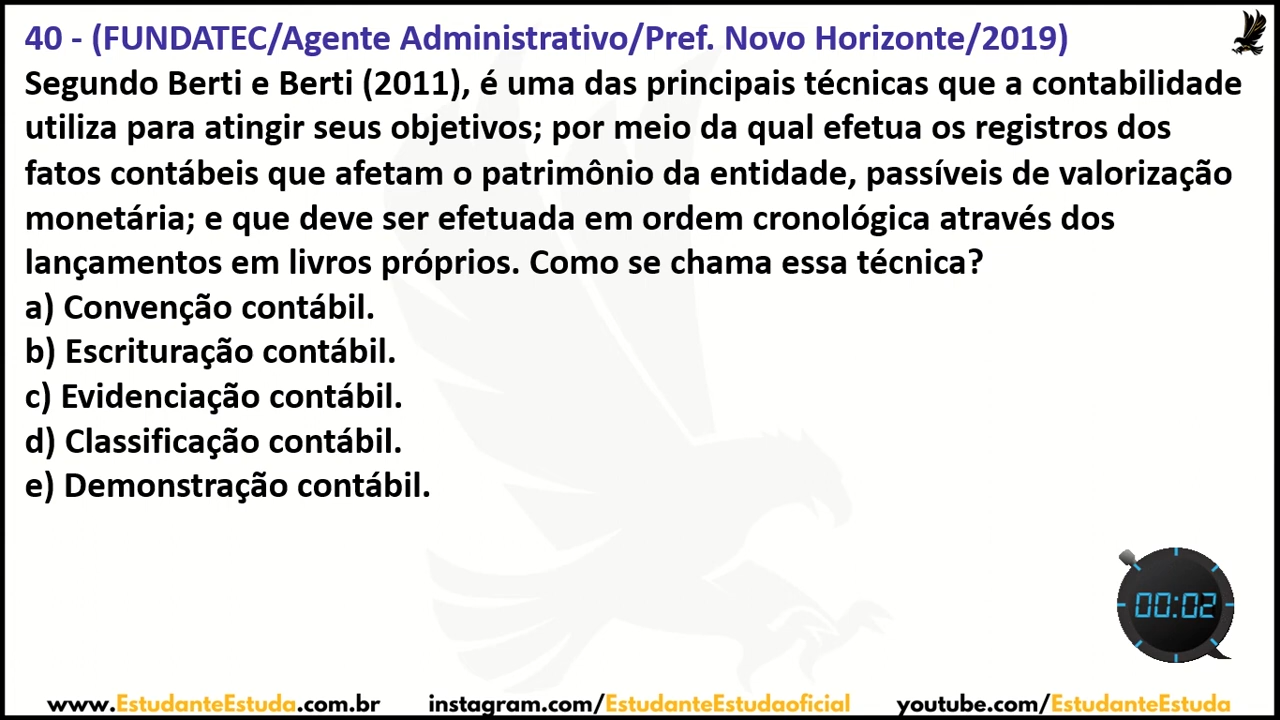 40 - (FUNDATEC/Agente Administrativo/Pref. Novo Horizonte/2019)
Segundo Berti e Berti (2011), é uma das principais técnicas que a contabilidade
utiliza para atingir seus objetivos; por meio da qual efetua os registros dos
fatos contábeis que afetam o patrimônio da entidade, passíveis de valorização
monetária; e que deve ser efetuada em ordem cronológica através dos
lançamentos em livros próprios. Como se chama essa técnica?
a) Convenção contábil.
b) Escrituração contábil.
c) Evidenciação contábil.
d) Classificação contábil.
e) Demonstração contábil.
00:02
www.EstudanteEstuda.com.br instagram.com/EstudanteEstudaoficial youtube.com/EstudanteEstuda